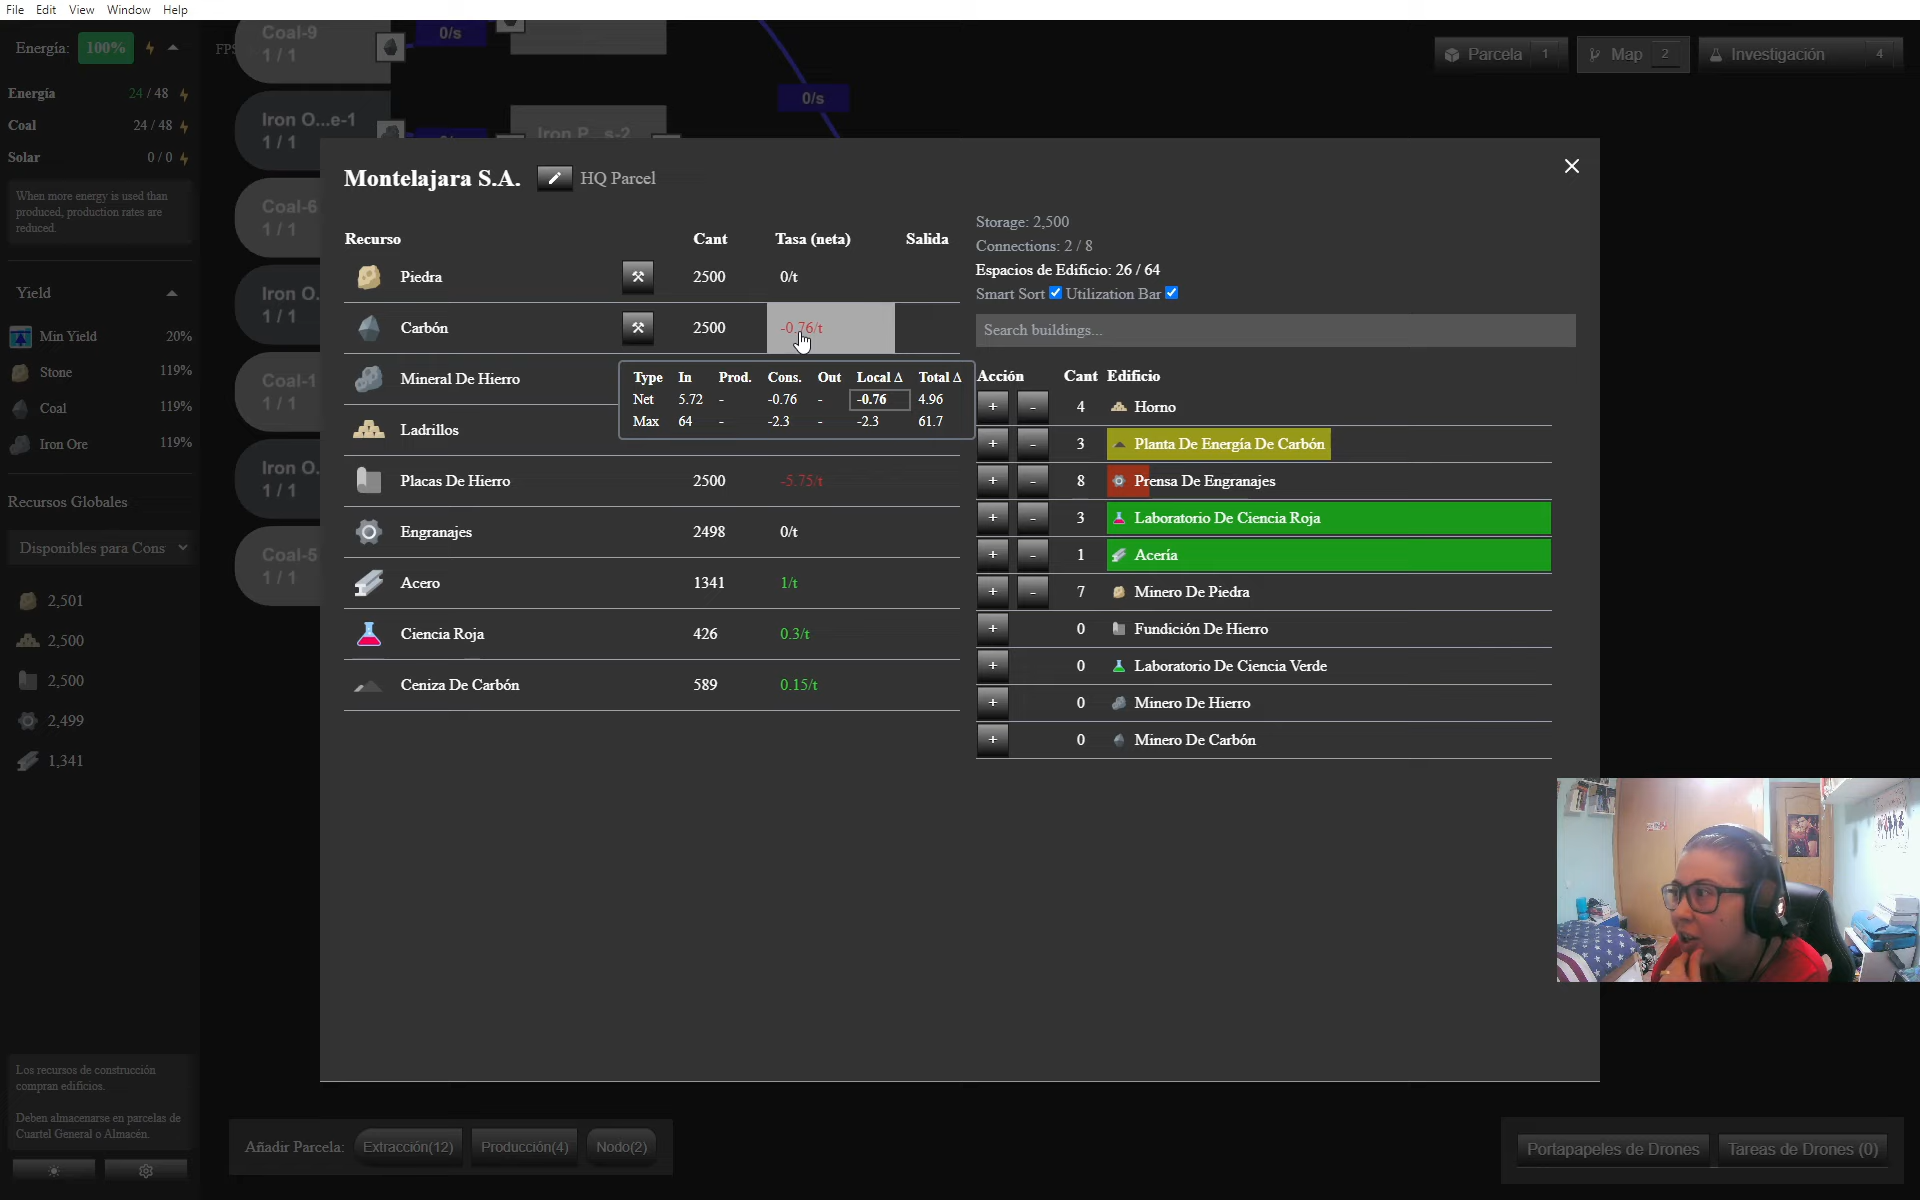 File Edit View Window Help
Energía: 100%
FPS
Energía 24 / 48
Coal 24 / 48
Solar 0 / 0
When more energy is used than
produced, production rates are
reduced.
Yield
Min Yield 20%
Stone 119%
Coal 119%
Iron Ore 119%
Recursos Globales
Disponibles para Cons
2,501
2,500
2,500
2,499
1,341
Los recursos de construcción
compran edificios.
Deben almacenarse en parcelas de
Cuartel General o Almacén.
Coal-9
1 / 1
0/s
Iron O...e-1
1 / 1
Iron P...s-2
0/s
Coal-6
1 / 1
Iron O.
1 / 1
Coal-1
1 / 1
Iron O.
1 / 1
Coal-5
1 / 1
Parcela 1
Map 2
Investigación 4
Montelajara S.A. HQ Parcel
Recurso Cant Tasa (neta) Salida
Piedra 2500 0/t
Carbón 2500 -0.76/t
Mineral De Hierro
Ladrillos
Placas De Hierro 2500 -5.75/t
Engranajes 2498 0/t
Acero 1341 1/t
Ciencia Roja 426 0.3/t
Ceniza De Carbón 589 0.15/t
Type In Prod. Cons. Out Local Δ Total Δ
Net 5.72 - -0.76 - -0.76 4.96
Max 64 - -2.3 - -2.3 61.7
Storage: 2,500
Connections: 2 / 8
Espacios de Edificio: 26 / 64
Smart Sort Utilization Bar
Search buildings...
Acción Cant Edificio
+ - 4 Horno
+ - 3 Planta De Energía De Carbón
+ - 8 Prensa De Engranajes
+ - 3 Laboratorio De Ciencia Roja
+ - 1 Acería
+ - 7 Minero De Piedra
+ 0 Fundición De Hierro
+ 0 Laboratorio De Ciencia Verde
+ 0 Minero De Hierro
+ 0 Minero De Carbón
Añadir Parcela: Extracción(12) Producción(4) Nodo(2)
Portapapeles de Drones Tareas de Drones (0)